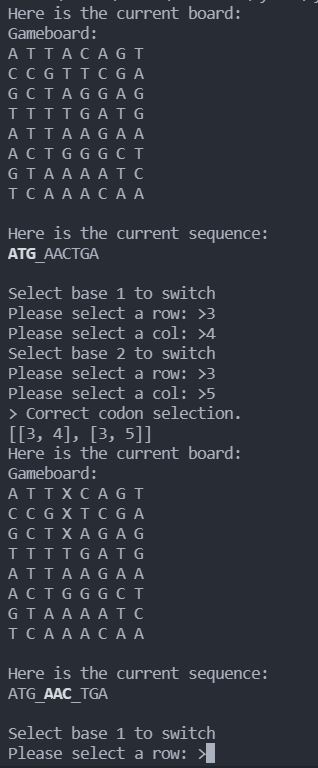 Here is the current board:
Gameboard:
A T T A C A G T
C C G T T C G A
G C T A G G A G
T T T T G A T G
A T T A A G A A
A C T G G G C T
G T A A A A T C
T C A A A C A A
Here is the current sequence:
ATG_AACTGA
Select base 1 to switch
Please select a row: >3
Please select a col: >4
Select base 2 to switch
Please select a row: >3
Please select a col: >5
> Correct codon selection.
[[3, 4], [3, 5]]
Here is the current board:
Gameboard:
A T T X C A G T
C C G X T C G A
G C T X A G A G
T T T T G A T G
A T T A A G A A
A C T G G G C T
G T A A A A T C
T C A A A C A A
Here is the current sequence:
ATG_AAC_TGA
Select base 1 to switch
Please select a row: >